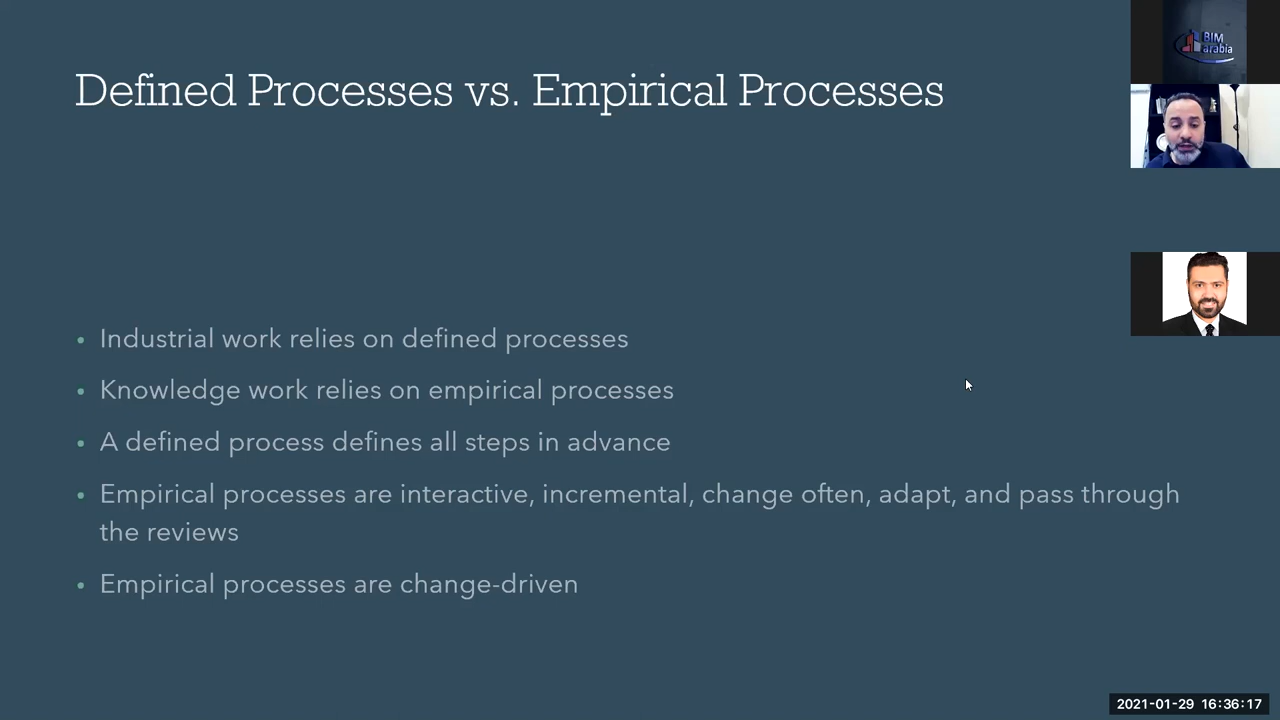 Defined Processes vs. Empirical Processes
BIM
arabia
• Industrial work relies on defined processes
• Knowledge work relies on empirical processes
• A defined process defines all steps in advance
• Empirical processes are interactive, incremental, change often, adapt, and pass through
the reviews
• Empirical processes are change-driven
2021-01-29 16:36:17